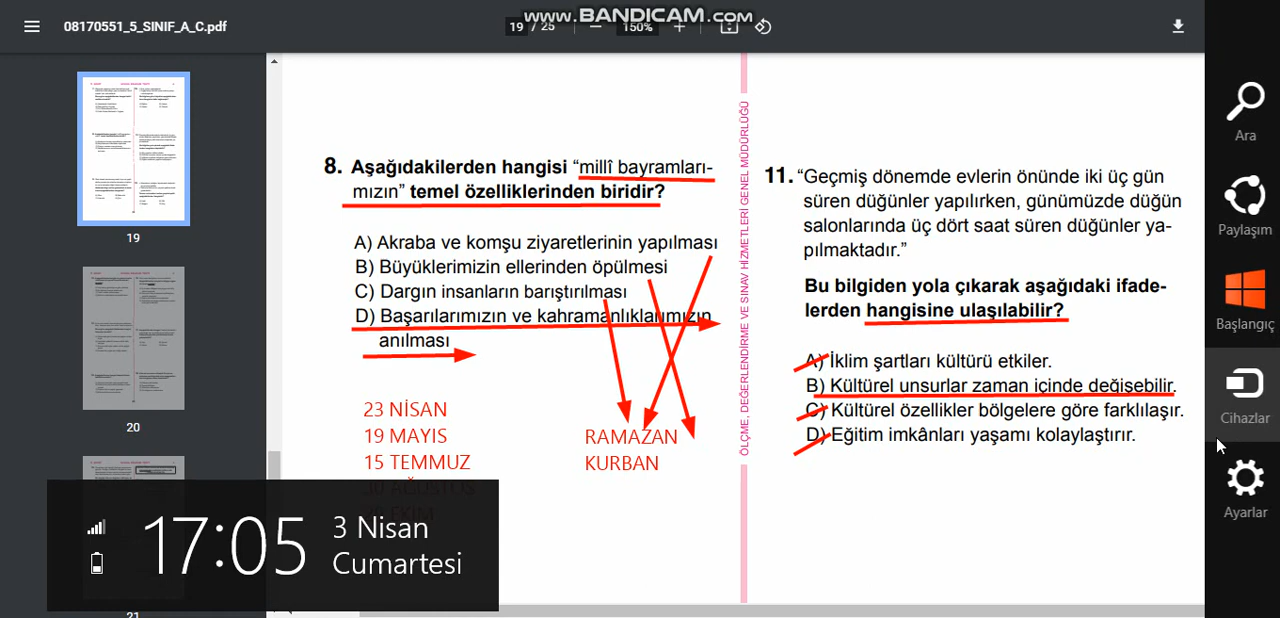 www.BANDICAM.com
08170551_5_SINIF_A_C.pdf
19 / 25
150%
19
20
21
8. Aşağıdakilerden hangisi “millî bayramları-
mızın” temel özelliklerinden biridir?
A) Akraba ve komşu ziyaretlerinin yapılması
B) Büyüklerimizin ellerinden öpülmesi
C) Dargın insanların barıştırılması
D) Başarılarımızın ve kahramanlıklarımızın
anılması
23 NİSAN
19 MAYIS
15 TEMMUZ
30 AĞUSTOS
EKİM
RAMAZAN
KURBAN
ÖLÇME, DEĞERLENDİRME VE SINAV HİZMETLERİ GENEL MÜDÜRLÜĞÜ
11. “Geçmiş dönemde evlerin önünde iki üç gün
süren düğünler yapılırken, günümüzde düğün
salonlarında üç dört saat süren düğünler ya-
pılmaktadır.”
Bu bilgiden yola çıkarak aşağıdaki ifade-
lerden hangisine ulaşılabilir?
A) İklim şartları kültürü etkiler.
B) Kültürel unsurlar zaman içinde değişebilir.
C) Kültürel özellikler bölgelere göre farklılaşır.
D) Eğitim imkânları yaşamı kolaylaştırır.
17:05
3 Nisan
Cumartesi
Ara
Paylaşım
Başlangıç
Cihazlar
Ayarlar